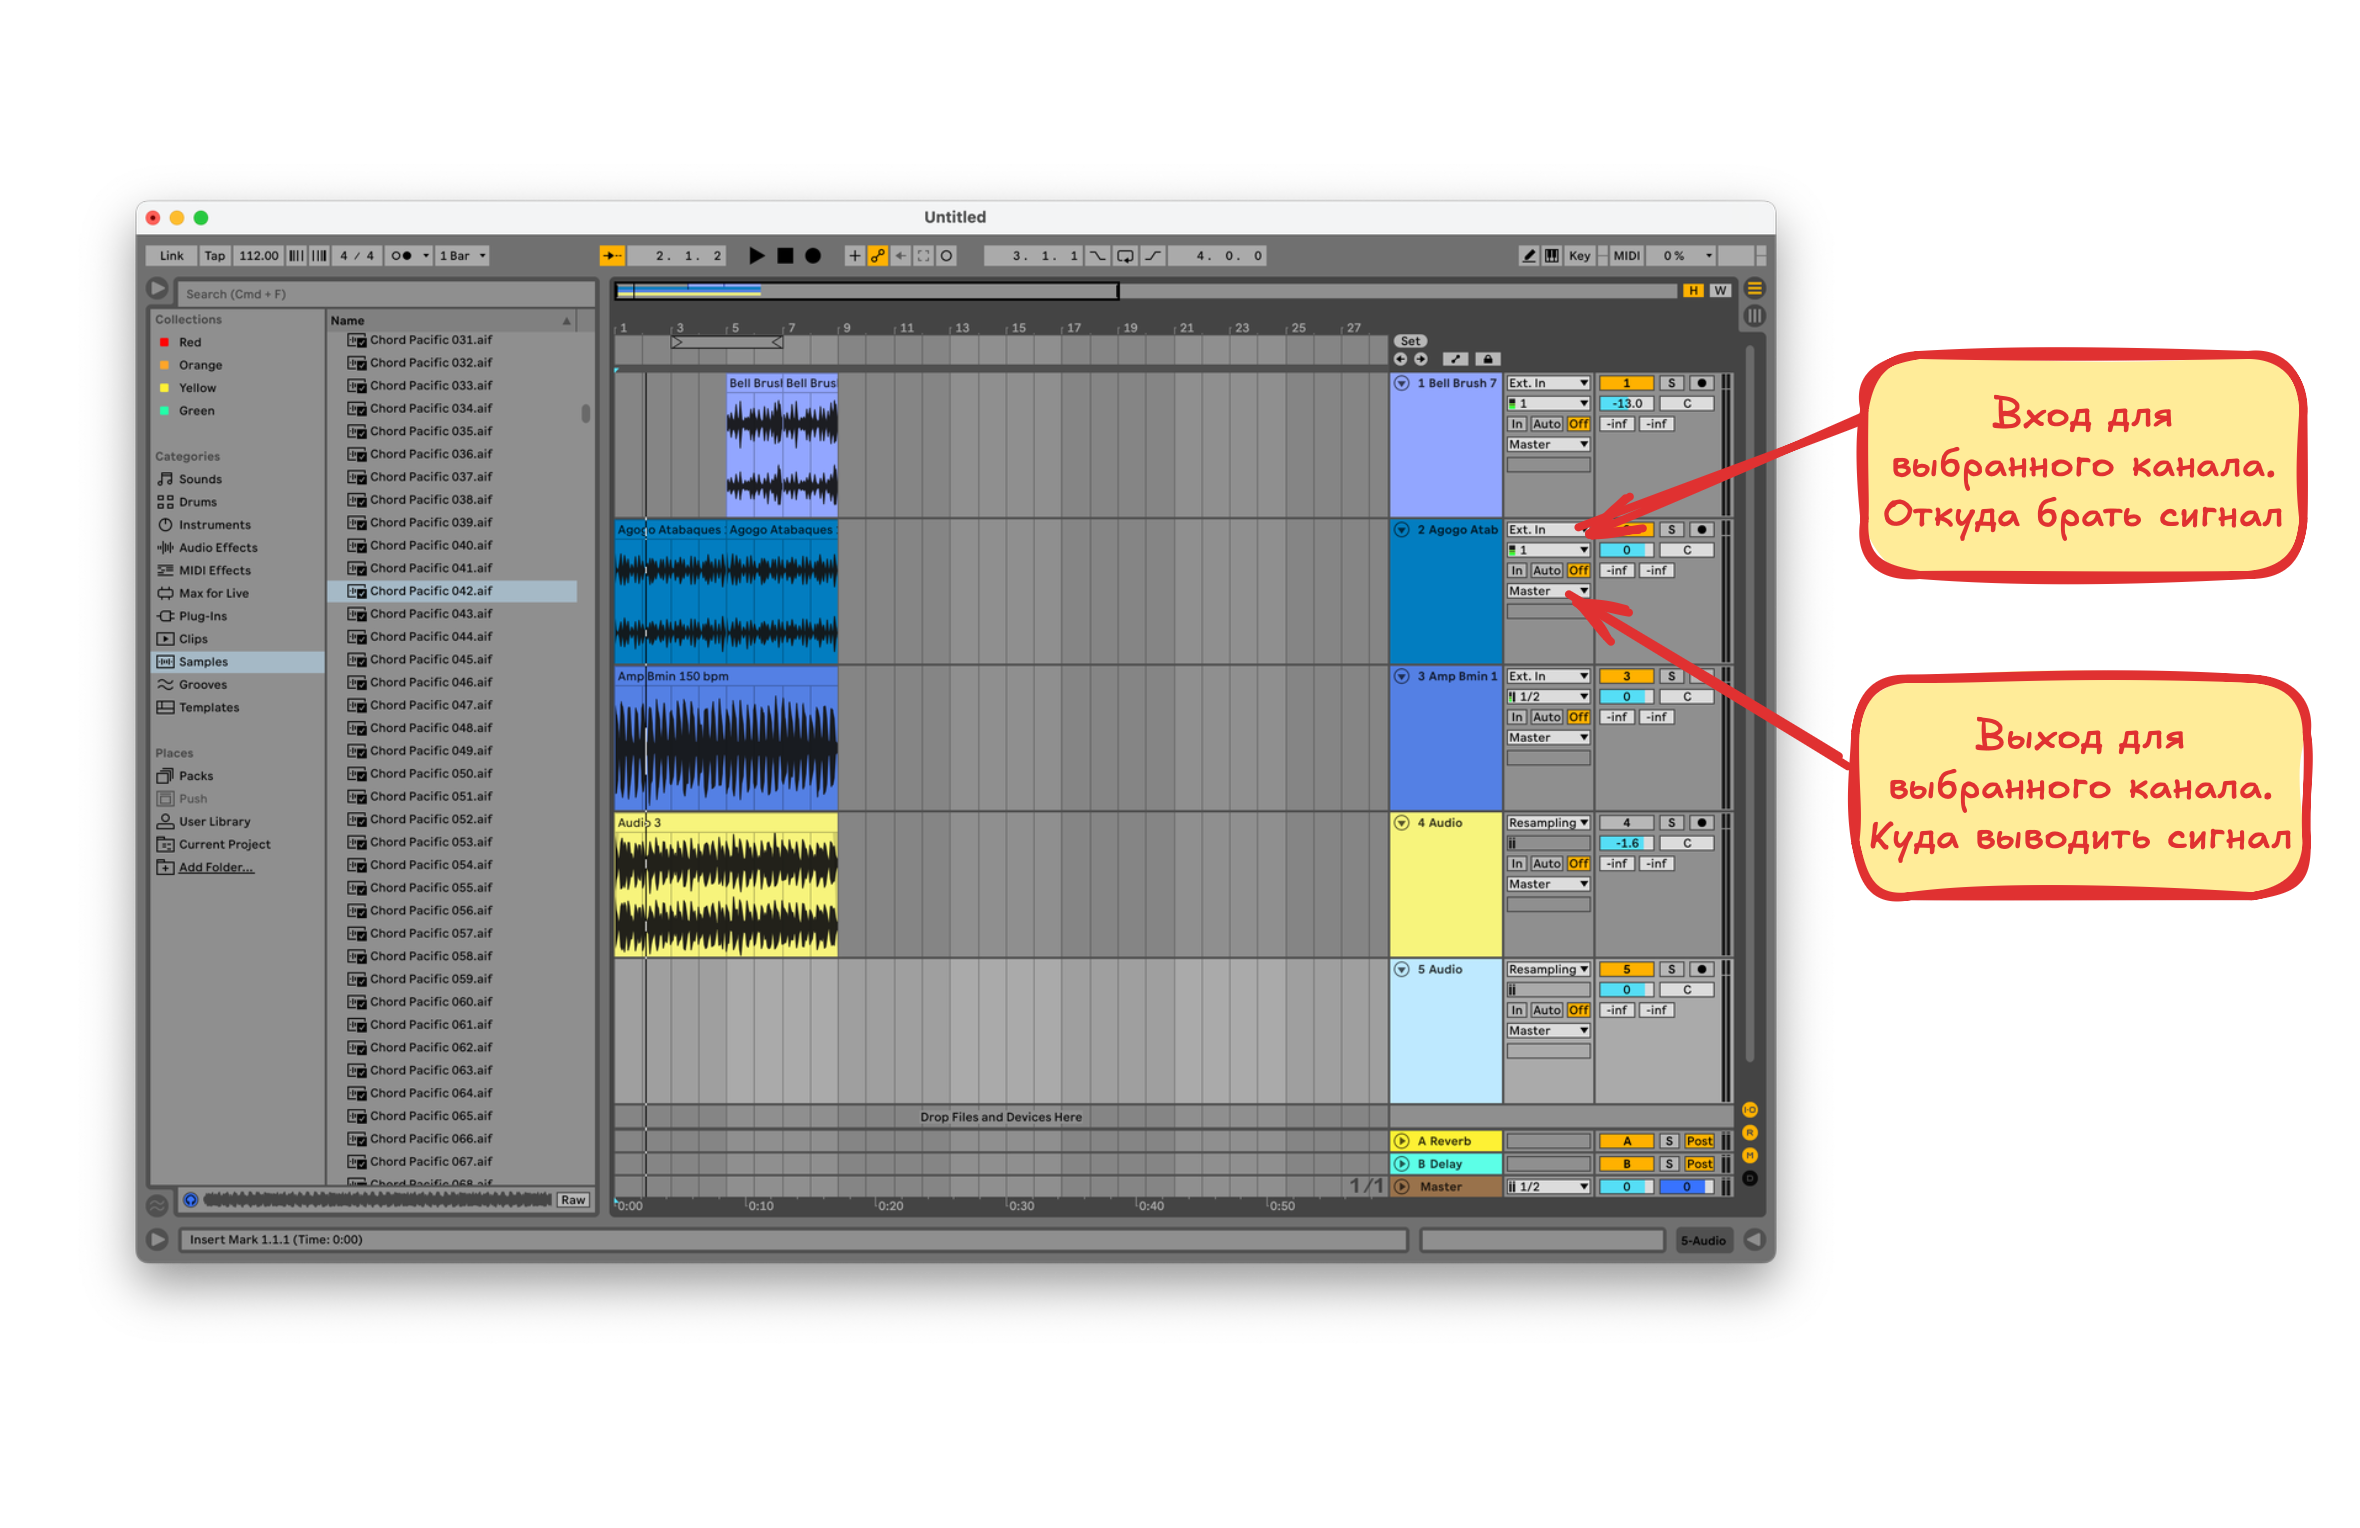 Untitled
Link Tap 112.00 4 / 4 1 Bar 2. 1. 2 3. 1. 1 4. 0. 0 Key MIDI 0 %
Search (Cmd + F)
Collections
Red
Orange
Yellow
Green
Categories
Sounds
Drums
Instruments
Audio Effects
MIDI Effects
Max for Live
Plug-Ins
Clips
Samples
Grooves
Templates
Places
Packs
Push
User Library
Current Project
Add Folder...
Name
Chord Pacific 031.aif
Chord Pacific 032.aif
Chord Pacific 033.aif
Chord Pacific 034.aif
Chord Pacific 035.aif
Chord Pacific 036.aif
Chord Pacific 037.aif
Chord Pacific 038.aif
Chord Pacific 039.aif
Chord Pacific 040.aif
Chord Pacific 041.aif
Chord Pacific 042.aif
Chord Pacific 043.aif
Chord Pacific 044.aif
Chord Pacific 045.aif
Chord Pacific 046.aif
Chord Pacific 047.aif
Chord Pacific 048.aif
Chord Pacific 049.aif
Chord Pacific 050.aif
Chord Pacific 051.aif
Chord Pacific 052.aif
Chord Pacific 053.aif
Chord Pacific 054.aif
Chord Pacific 055.aif
Chord Pacific 056.aif
Chord Pacific 057.aif
Chord Pacific 058.aif
Chord Pacific 059.aif
Chord Pacific 060.aif
Chord Pacific 061.aif
Chord Pacific 062.aif
Chord Pacific 063.aif
Chord Pacific 064.aif
Chord Pacific 065.aif
Chord Pacific 066.aif
Chord Pacific 067.aif
Chord Pacific 068.aif
Raw
H W
1 3 5 7 9 11 13 15 17 19 21 23 25 27
Set
Bell Brus Bell Brus
1 Bell Brush 7 Ext. In 1 S
1 -13.0 C
In Auto Off -inf -inf
Master
Agogo Atabaques Agogo Atabaques
2 Agogo Atab Ext. In S
1 0 C
In Auto Off -inf -inf
Master
Amp Bmin 150 bpm
3 Amp Bmin 1 Ext. In 3 S
1/2 0 C
In Auto Off -inf -inf
Master
Audio 3
4 Audio Resampling 4 S
-1.6 C
In Auto Off -inf -inf
Master
5 Audio Resampling 5 S
0 C
In Auto Off -inf -inf
Master
Drop Files and Devices Here
A Reverb A S Post
B Delay B S Post
1/1 Master 1/2 0 0
0:00 0:10 0:20 0:30 0:40 0:50
I-O
R
M
D
Insert Mark 1.1.1 (Time: 0:00)
5-Audio
Вход для
выбранного канала.
Откуда брать сигнал
Выход для
выбранного канала.
Куда выводить сигнал